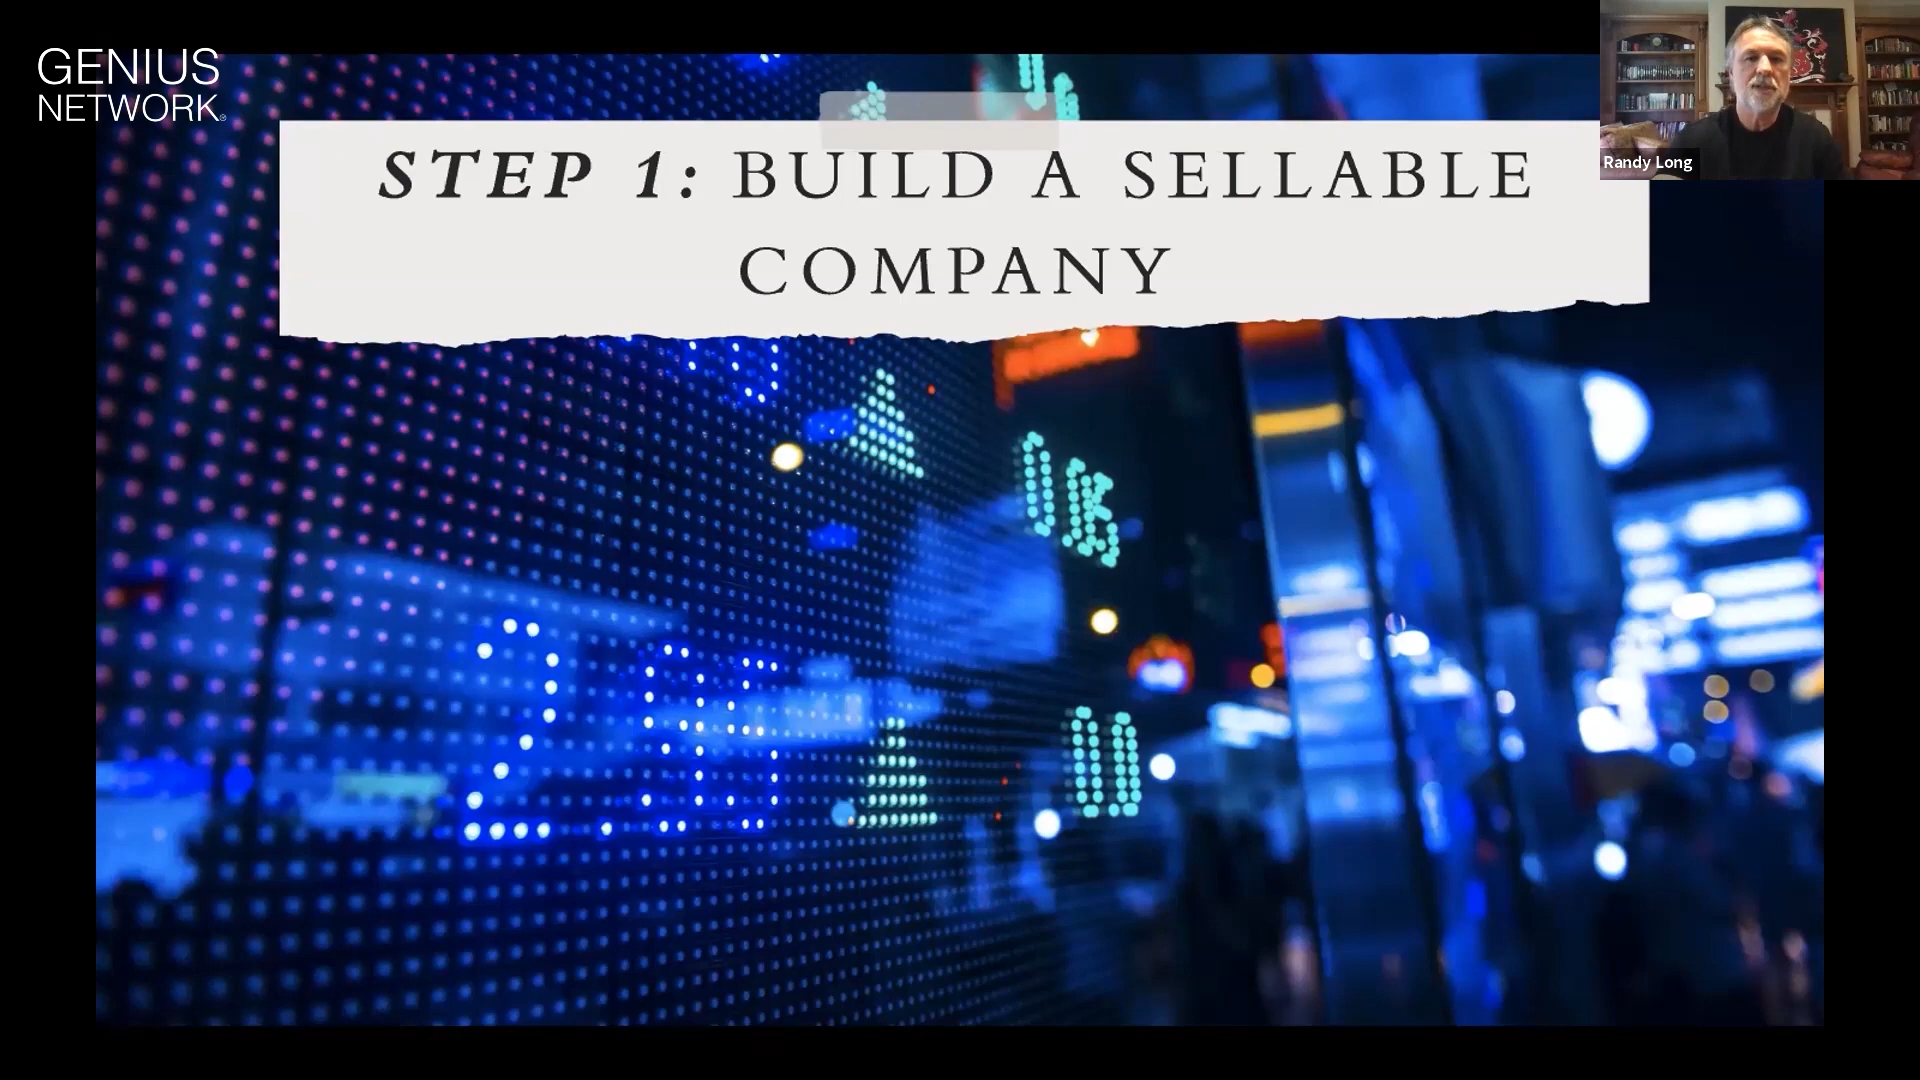 GENIUS
NETWORK®
STEP 1: BUILD A SELLABLE
COMPANY
Randy Long